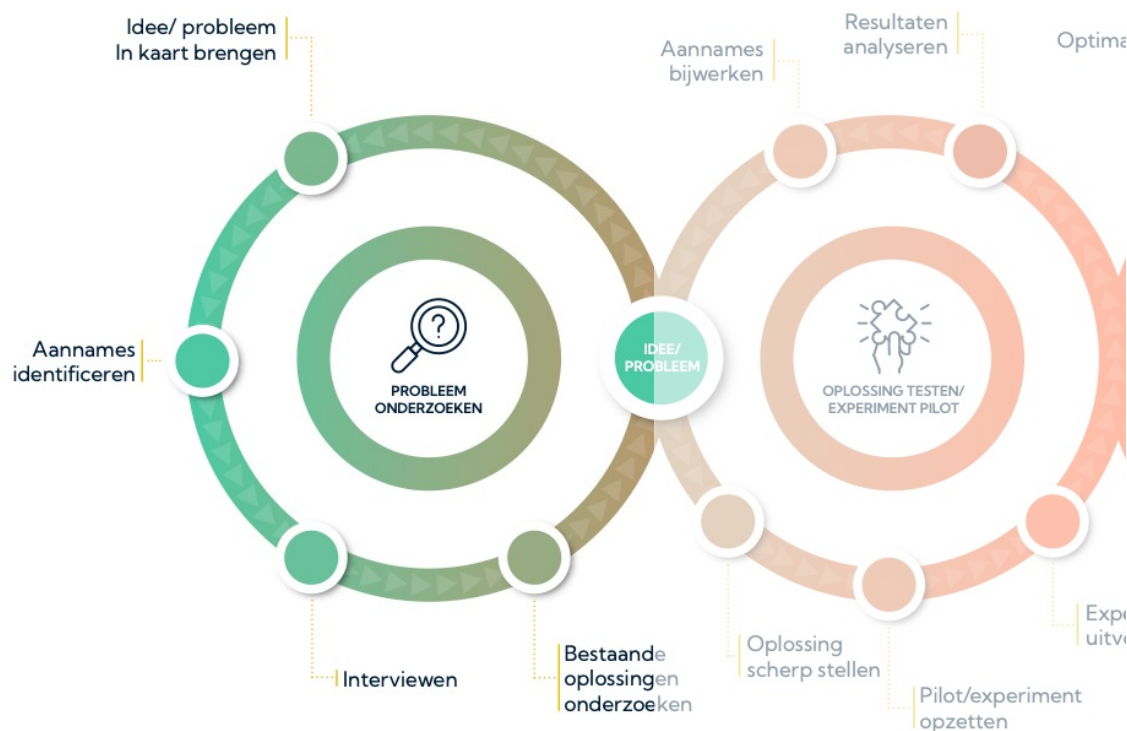 Idee/ probleem
In kaart brengen
Aannames
identificeren
PROBLEEM
ONDERZOEKEN
?
Interviewen
Bestaande
oplossingen
onderzoeken
IDEE/
PROBLEEM
Aannames
bijwerken
Resultaten
analyseren
OPLOSSING TESTEN/
EXPERIMENT PILOT
Oplossing
scherp stellen
Pilot/experiment
opzetten